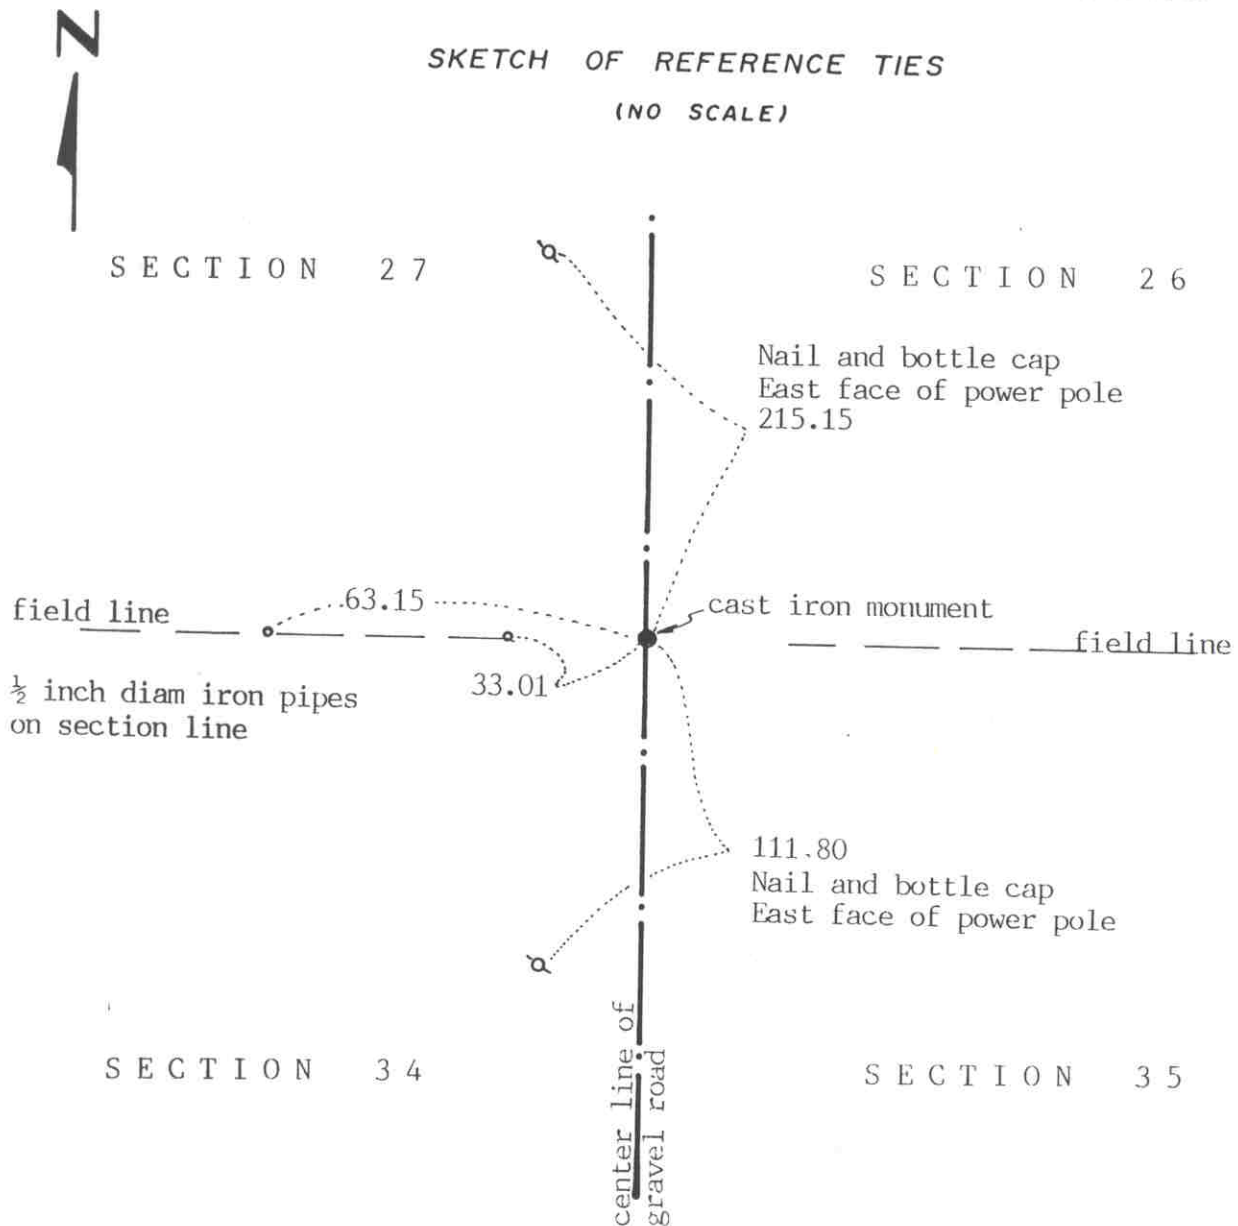 N
SKETCH OF REFERENCE TIES
(NO SCALE)
SECTION 27
SECTION 26
Nail and bottle cap
East face of power pole
215.15
field line
63.15
cast iron monument
field line
½ inch diam iron pipes
on section line
33.01
111.80
Nail and bottle cap
East face of power pole
SECTION 34
SECTION 35
center line of
gravel road